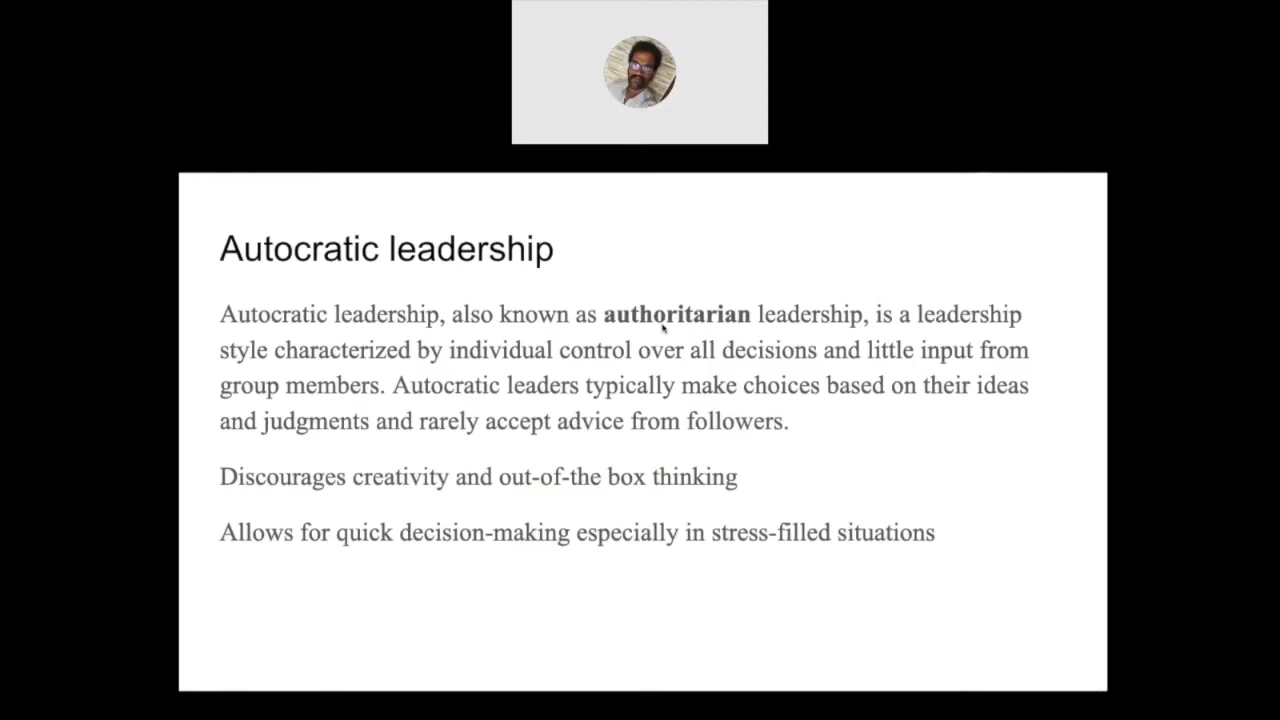 Autocratic leadership
Autocratic leadership, also known as authoritarian leadership, is a leadership
style characterized by individual control over all decisions and little input from
group members. Autocratic leaders typically make choices based on their ideas
and judgments and rarely accept advice from followers.
Discourages creativity and out-of-the box thinking
Allows for quick decision-making especially in stress-filled situations